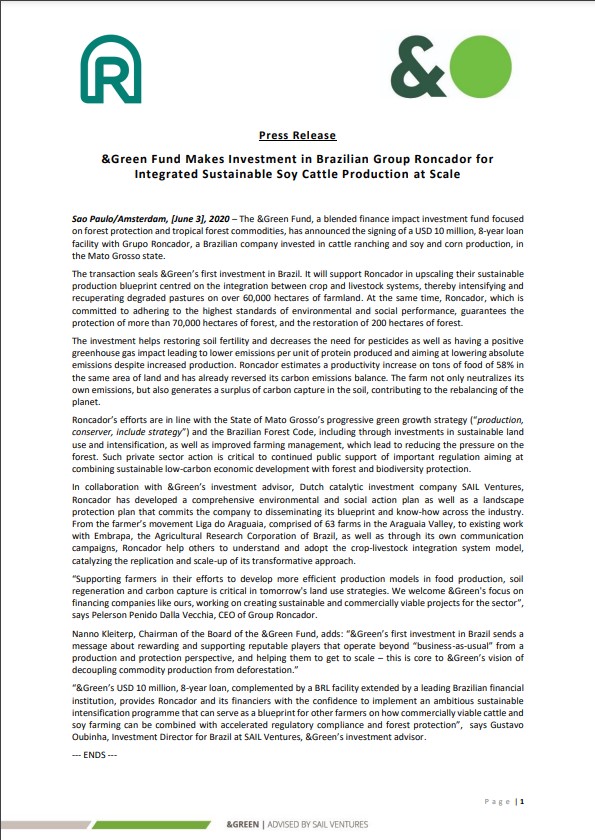 R
&
Press Release
&Green Fund Makes Investment in Brazilian Group Roncador for
Integrated Sustainable Soy Cattle Production at Scale
Sao Paulo/Amsterdam, [June 3], 2020 – The &Green Fund, a blended finance impact investment fund focused
on forest protection and tropical forest commodities, has announced the signing of a USD 10 million, 8-year loan
facility with Grupo Roncador, a Brazilian company invested in cattle ranching and soy and corn production, in
the Mato Grosso state.
The transaction seals &Green's first investment in Brazil. It will support Roncador in upscaling their sustainable
production blueprint centred on the integration between crop and livestock systems, thereby intensifying and
recuperating degraded pastures on over 60,000 hectares of farmland. At the same time, Roncador, which is
committed to adhering to the highest standards of environmental and social performance, guarantees the
protection of more than 70,000 hectares of forest, and the restoration of 200 hectares of forest.
The investment helps restoring soil fertility and decreases the need for pesticides as well as having a positive
greenhouse gas impact leading to lower emissions per unit of protein produced and aiming at lowering absolute
emissions despite increased production. Roncador estimates a productivity increase on tons of food of 58% in
the same area of land and has already reversed its carbon emissions balance. The farm not only neutralizes its
own emissions, but also generates a surplus of carbon capture in the soil, contributing to the rebalancing of the
planet.
Roncador's efforts are in line with the State of Mato Grosso's progressive green growth strategy ("production,
conserver, include strategy") and the Brazilian Forest Code, including through investments in sustainable land
use and intensification, as well as improved farming management, which lead to reducing the pressure on the
forest. Such private sector action is critical to continued public support of important regulation aiming at
combining sustainable low-carbon economic development with forest and biodiversity protection.
In collaboration with &Green's investment advisor, Dutch catalytic investment company SAIL Ventures,
Roncador has developed a comprehensive environmental and social action plan as well as a landscape
protection plan that commits the company to disseminating its blueprint and know-how across the industry.
From the farmer's movement Liga do Araguaia, comprised of 63 farms in the Araguaia Valley, to existing work
with Embrapa, the Agricultural Research Corporation of Brazil, as well as through its own communication
campaigns, Roncador help others to understand and adopt the crop-livestock integration system model,
catalyzing the replication and scale-up of its transformative approach.
"Supporting farmers in their efforts to develop more efficient production models in food production, soil
regeneration and carbon capture is critical in tomorrow's land use strategies. We welcome &Green's focus on
financing companies like ours, working on creating sustainable and commercially viable projects for the sector",
says Pelerson Penido Dalla Vecchia, CEO of Group Roncador.
Nanno Kleiterp, Chairman of the Board of the &Green Fund, adds: "&Green's first investment in Brazil sends a
message about rewarding and supporting reputable players that operate beyond "business-as-usual" from a
production and protection perspective, and helping them to get to scale – this is core to &Green's vision of
decoupling commodity production from deforestation."
"&Green's USD 10 million, 8-year loan, complemented by a BRL facility extended by a leading Brazilian financial
institution, provides Roncador and its financiers with the confidence to implement an ambitious sustainable
intensification programme that can serve as a blueprint for other farmers on how commercially viable cattle and
soy farming can be combined with accelerated regulatory compliance and forest protection", says Gustavo
Oubinha, Investment Director for Brazil at SAIL Ventures, &Green's investment advisor.
--- ENDS ---
Page | 1
&GREEN | ADVISED BY SAIL VENTURES